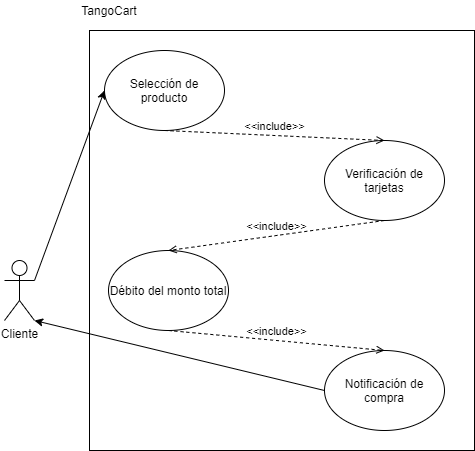 TangoCart
Selección de
producto
<<include>>
Verificación de
tarjetas
<<include>>
Débito del monto total
<<include>>
Cliente
Notificación de
compra